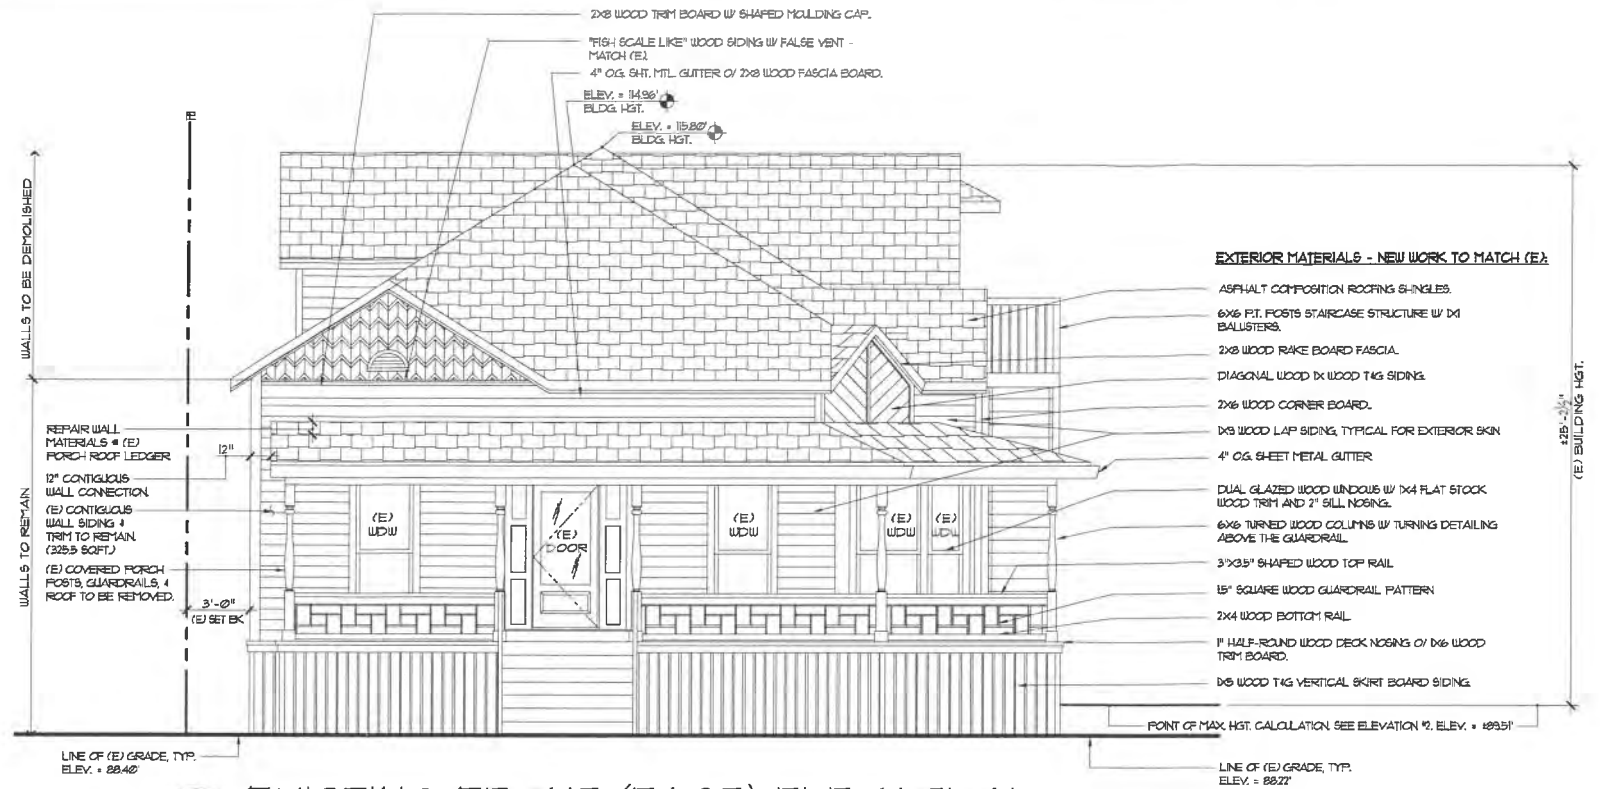 2X8 WOOD TRIM BOARD W/ SHAPED MOULDING CAP.
"FISH SCALE LIKE" WOOD SIDING W/ FALSE VENT -
MATCH (E).
4" O.G. SHT. MTL. GUTTER O/ 2X8 WOOD FASCIA BOARD.
ELEV. = 114.96'
BLDG. HGT.
ELEV. = 115.80'
BLDG. HGT.
WALLS TO BE DEMOLISHED
WALLS TO REMAIN
REPAIR WALL
MATERIALS @ (E)
PORCH ROOF LEDGER
12"
12" CONTIGUOUS
WALL CONNECTION.
(E) CONTIGUOUS
WALL SIDING &
TRIM TO REMAIN.
(325.5 SQFT.)
(E) COVERED PORCH
POSTS, GUARDRAILS, &
ROOF TO BE REMOVED.
3'-0"
(E) SET BK
(E)
WDW
(E)
DOOR
(E)
WDW
(E)
WDW
(E)
WDW
EXTERIOR MATERIALS - NEW WORK TO MATCH (E):
ASPHALT COMPOSITION ROOFING SHINGLES.
6X6 P.T. POSTS STAIRCASE STRUCTURE W/ 1X1
BALUSTERS.
2X8 WOOD RAKE BOARD FASCIA.
DIAGONAL WOOD 1X WOOD T&G SIDING.
2X6 WOOD CORNER BOARD.
1X9 WOOD LAP SIDING, TYPICAL FOR EXTERIOR SKIN
4" O.G. SHEET METAL GUTTER
DUAL GLAZED WOOD WINDOWS W/ 1X4 FLAT STOCK
WOOD TRIM AND 2" SILL NOSING.
6X6 TURNED WOOD COLUMNS W/ TURNING DETAILING
ABOVE THE GUARDRAIL.
3"X3.5" SHAPED WOOD TOP RAIL
1.5" SQUARE WOOD GUARDRAIL PATTERN
2X4 WOOD BOTTOM RAIL.
1" HALF-ROUND WOOD DECK NOSING O/ 1X6 WOOD
TRIM BOARD.
1X5 WOOD T&G VERTICAL SKIRT BOARD SIDING.
±25'-2½"
(E) BUILDING HGT.
POINT OF MAX. HGT. CALCULATION. SEE ELEVATION #2. ELEV. = ±89.51'
LINE OF (E) GRADE, TYP.
ELEV. = 88.40'
LINE OF (E) GRADE, TYP.
ELEV. = 88.22'